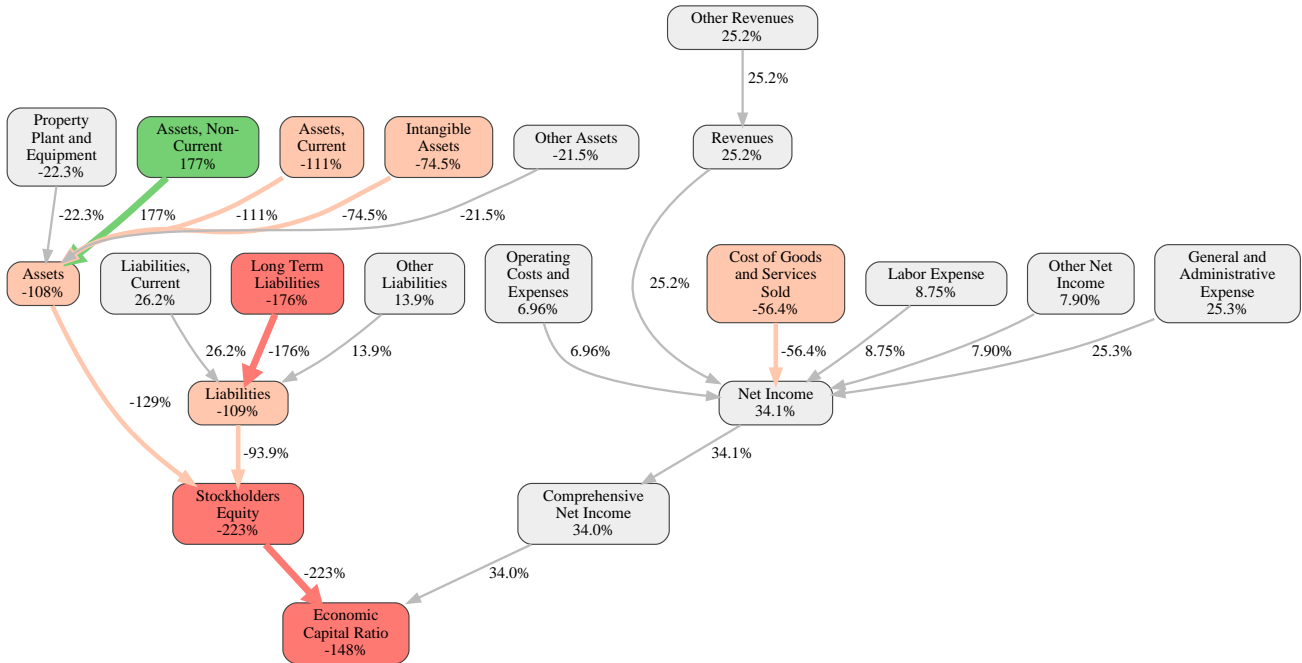 Other Revenues
25.2%
25.2%
Property
Plant and
Equipment
-22.3%
Assets, Non-
Current
177%
Assets,
Current
-111%
Intangible
Assets
-74.5%
Other Assets
-21.5%
Revenues
25.2%
-22.3%
177%
-111%
-74.5%
-21.5%
Assets
-108%
Liabilities,
Current
26.2%
Long Term
Liabilities
-176%
Other
Liabilities
13.9%
Operating
Costs and
Expenses
6.96%
25.2%
Cost of Goods
and Services
Sold
-56.4%
Labor Expense
8.75%
Other Net
Income
7.90%
General and
Administrative
Expense
25.3%
26.2%
-176%
13.9%
6.96%
-56.4%
8.75%
7.90%
25.3%
-129%
Liabilities
-109%
Net Income
34.1%
-93.9%
34.1%
Stockholders
Equity
-223%
Comprehensive
Net Income
34.0%
-223%
34.0%
Economic
Capital Ratio
-148%